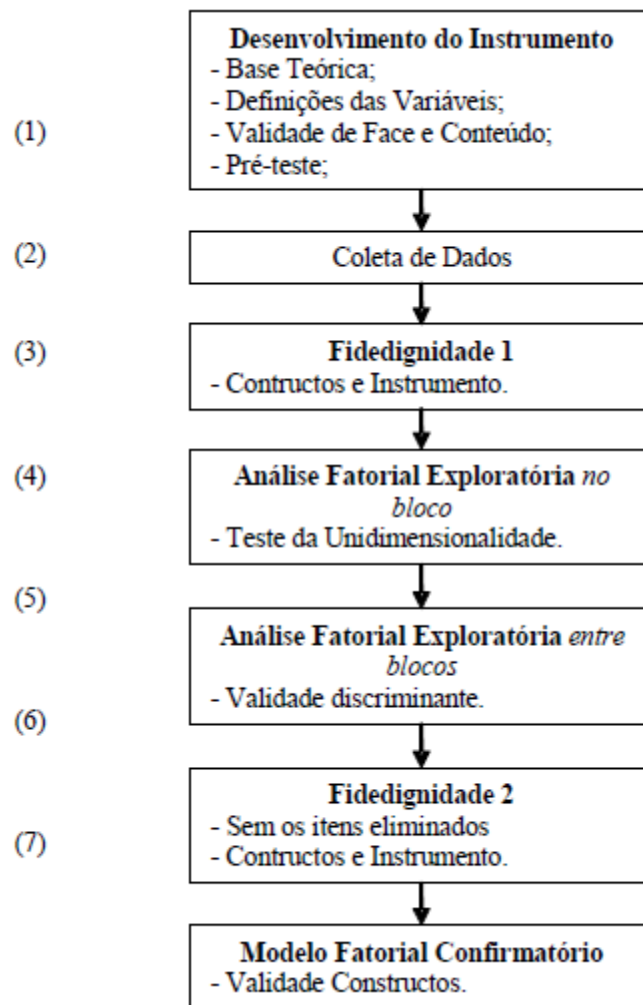 Desenvolvimento do Instrumento
- Base Teórica;
- Definições das Variáveis;
(1)
- Validade de Face e Conteúdo;
- Pré-teste;
(2)
Coleta de Dados
(3)
Fidedignidade 1
- Contructos e Instrumento.
(4)
Análise Fatorial Exploratória no
bloco
- Teste da Unidimensionalidade.
(5)
Análise Fatorial Exploratória entre
blocos
- Validade discriminante.
(6)
Fidedignidade 2
- Sem os itens eliminados
(7)
- Contructos e Instrumento.
Modelo Fatorial Confirmatório
- Validade Constructos.